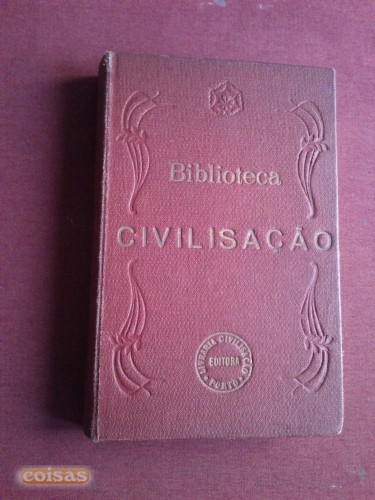 Biblioteca
CIVILISAÇÃO
LIVRARIA CIVILISAÇÃO
EDITORA
PORTO
coisas